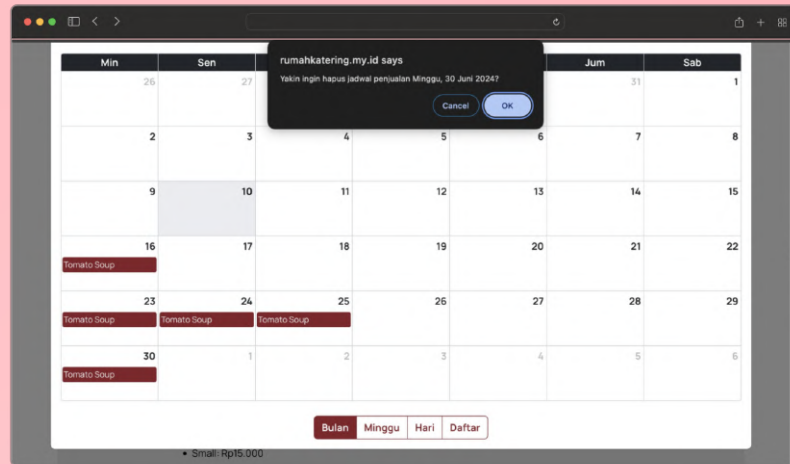 rumahkatering.my.id says
Yakin ingin hapus jadwal penjualan Minggu, 30 Juni 2024?
Cancel OK
Min Sen Jum Sab
26 27 31 1
2 3 4 5 6 7 8
9 10 11 12 13 14 15
16 17 18 19 20 21 22
Tomato Soup
23 24 25 26 27 28 29
Tomato Soup Tomato Soup Tomato Soup
30 1 2 3 4 5 6
Tomato Soup
Bulan Minggu Hari Daftar
• Small: Rp15.000